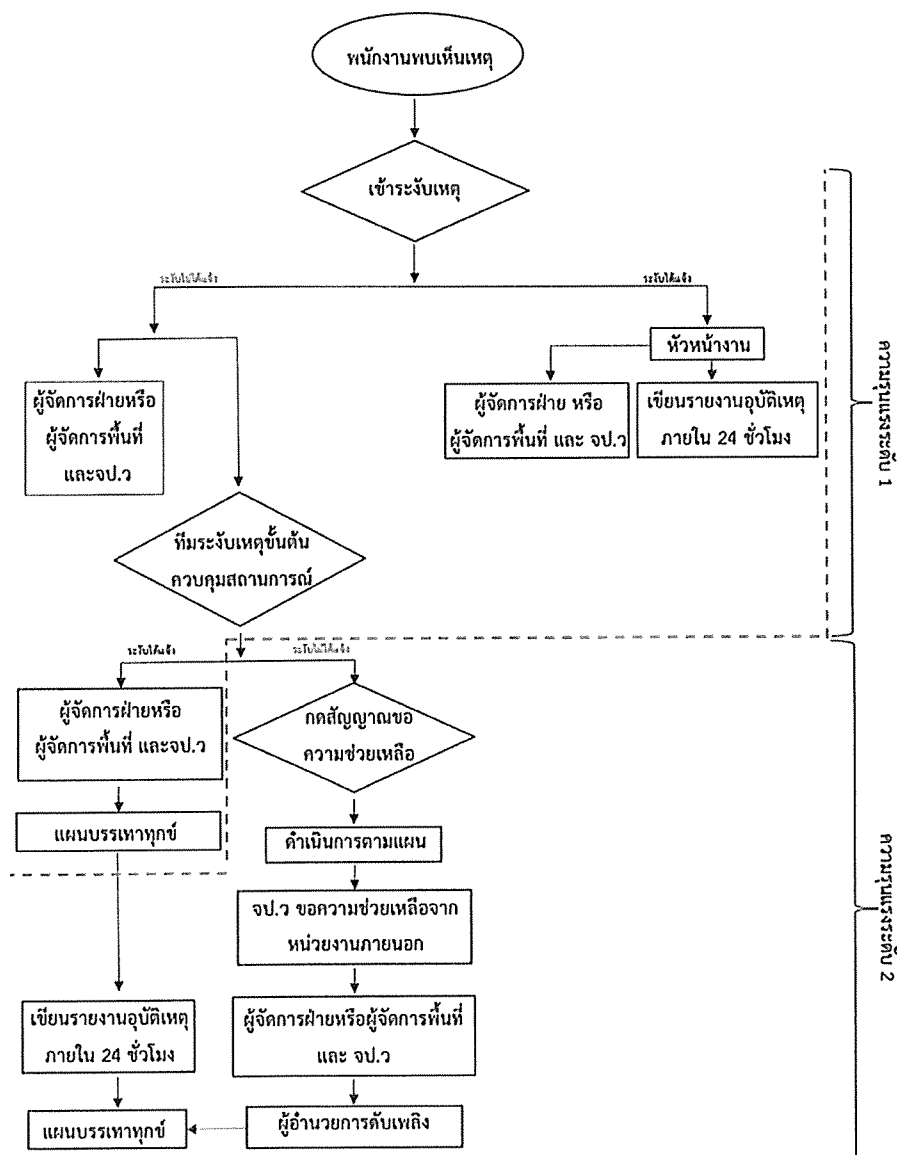 พนักงานพบเห็นเหตุ
เข้าระงับเหตุ
ระงับไม่ได้แจ้ง
ระงับได้แจ้ง
หัวหน้างาน
ผู้จัดการฝ่ายหรือ
ผู้จัดการพื้นที่
และจป.ว
ผู้จัดการฝ่าย หรือ
ผู้จัดการพื้นที่ และ จป.ว
เขียนรายงานอุบัติเหตุ
ภายใน 24 ชั่วโมง
ความรุนแรงระดับ 1
ทีมระงับเหตุขั้นต้น
ควบคุมสถานการณ์
ระงับได้แจ้ง
ระงับไม่ได้แจ้ง
ผู้จัดการฝ่ายหรือ
ผู้จัดการพื้นที่ และจป.ว
กดสัญญาณขอ
ความช่วยเหลือ
แผนบรรเทาทุกข์
ดำเนินการตามแผน
จป.ว ขอความช่วยเหลือจาก
หน่วยงานภายนอก
ความรุนแรงระดับ 2
เขียนรายงานอุบัติเหตุ
ภายใน 24 ชั่วโมง
ผู้จัดการฝ่ายหรือผู้จัดการพื้นที่
และ จป.ว
แผนบรรเทาทุกข์
ผู้อำนวยการดับเพลิง